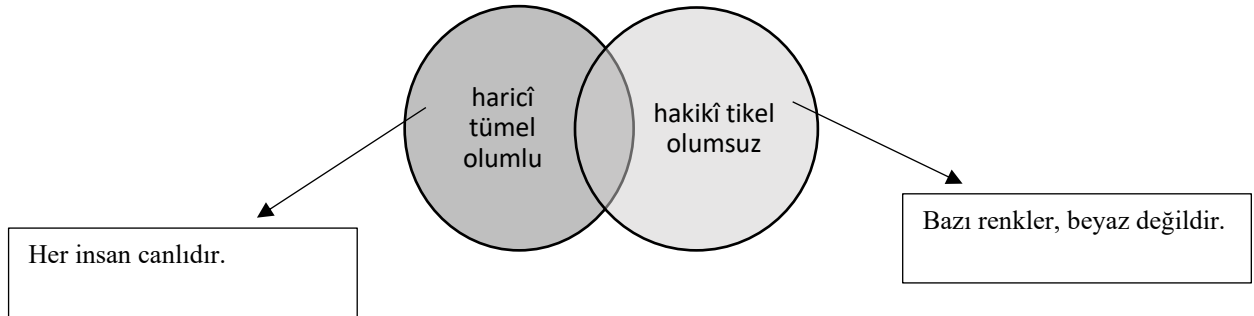 haricî
tümel
olumlu
hakikî tikel
olumsuz
Her insan canlıdır.
Bazı renkler, beyaz değildir.